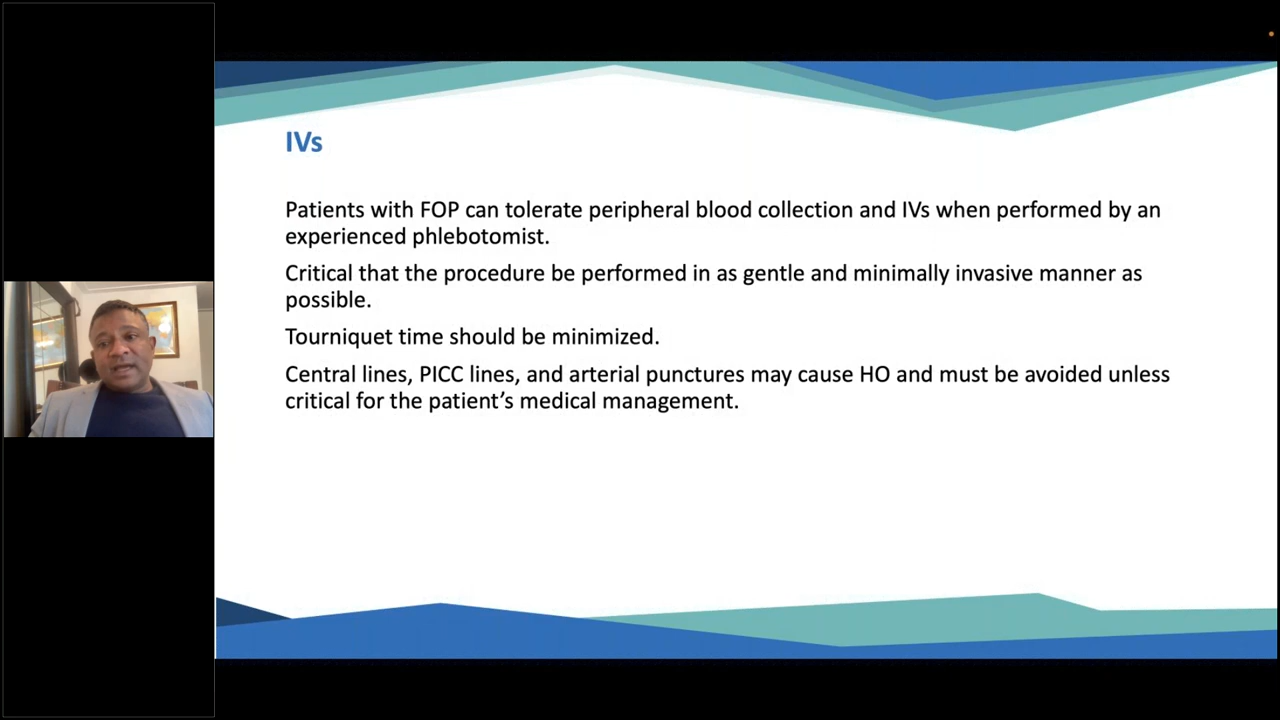 IVs
Patients with FOP can tolerate peripheral blood collection and IVs when performed by an
experienced phlebotomist.
Critical that the procedure be performed in as gentle and minimally invasive manner as
possible.
Tourniquet time should be minimized.
Central lines, PICC lines, and arterial punctures may cause HO and must be avoided unless
critical for the patient’s medical management.